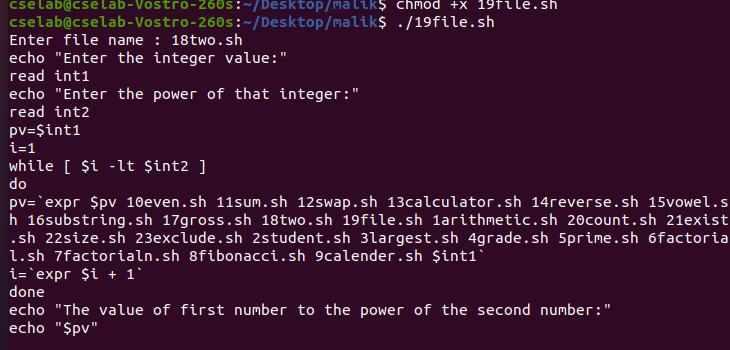 cselab@cselab-Vostro-260s:~/Desktop/malik$ chmod +x 19file.sh
cselab@cselab-Vostro-260s:~/Desktop/malik$ ./19file.sh
Enter file name : 18two.sh
echo "Enter the integer value:"
read int1
echo "Enter the power of that integer:"
read int2
pv=$int1
i=1
while [ $i -lt $int2 ]
do
pv=`expr $pv 10even.sh 11sum.sh 12swap.sh 13calculator.sh 14reverse.sh 15vowel.s
h 16substring.sh 17gross.sh 18two.sh 19file.sh 1arithmetic.sh 20count.sh 21exist
.sh 22size.sh 23exclude.sh 2student.sh 3largest.sh 4grade.sh 5prime.sh 6factoria
l.sh 7factorialn.sh 8fibonacci.sh 9calender.sh $int1`
i=`expr $i + 1`
done
echo "The value of first number to the power of the second number:"
echo "$pv"